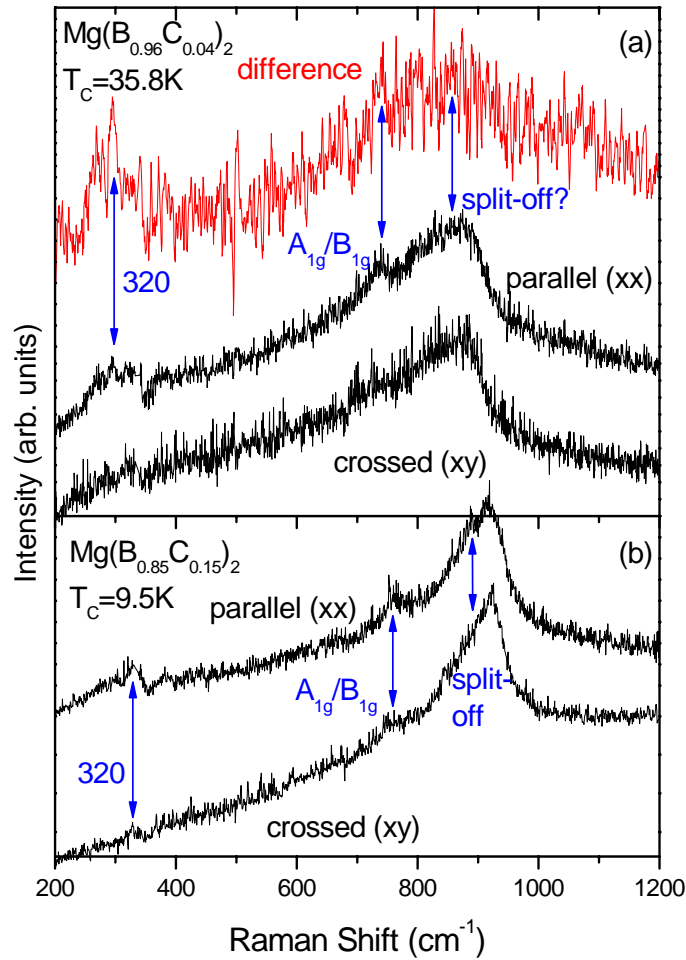 Mg(B0.96C0.04)2
(a)
TC=35.8K
difference
split-off?
A1g/B1g
320
parallel (xx)
crossed (xy)
Mg(B0.85C0.15)2
(b)
TC=9.5K
parallel (xx)
A1g/B1g
split-
off
320
crossed (xy)
200 400 600 800 1000 1200
Raman Shift (cm-1)
Intensity (arb. units)